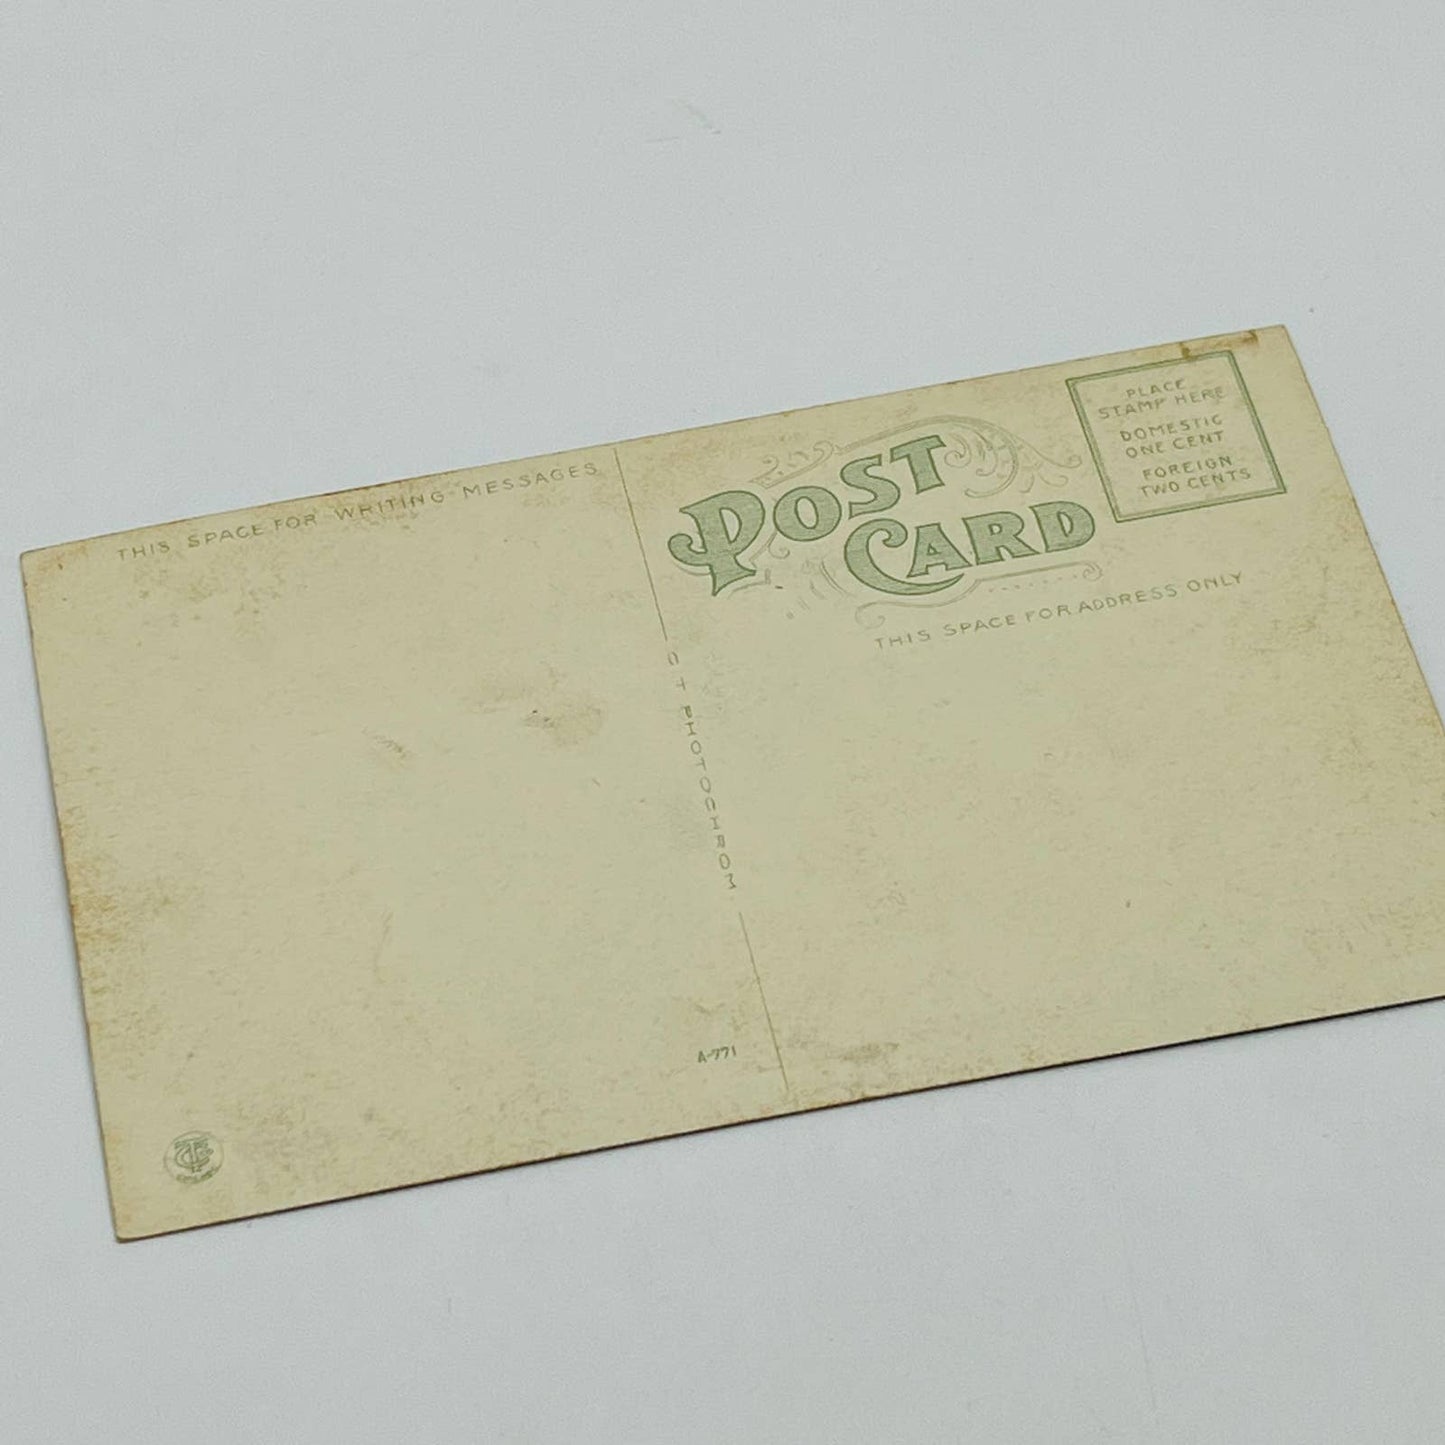 THIS SPACE FOR WRITING MESSAGES
POST
CARD
THIS SPACE FOR ADDRESS ONLY
PLACE
STAMP HERE
DOMESTIC
ONE CENT
FOREIGN
TWO CENTS
C T PHOTOCHROM
A-771